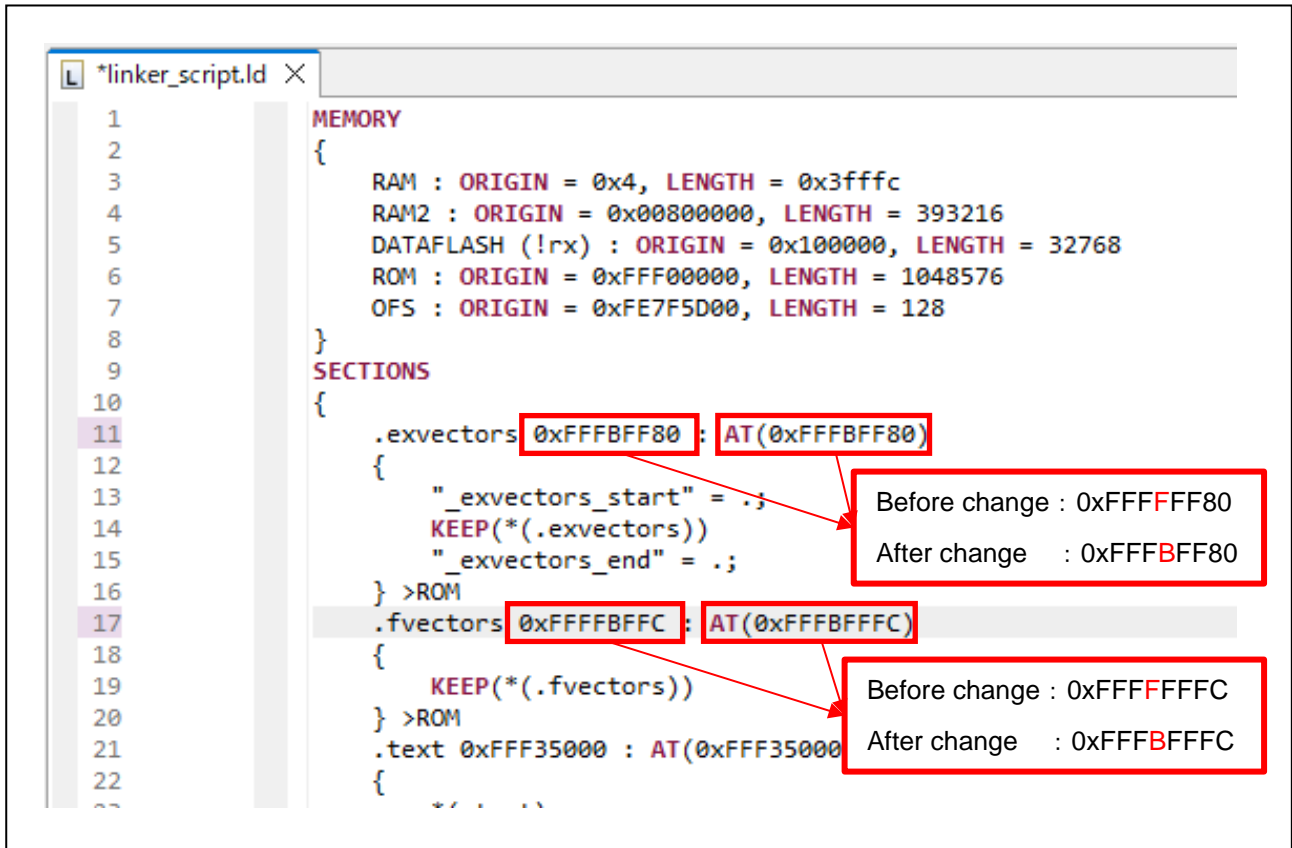 *linker_script.ld
1 MEMORY
2 {
3 RAM : ORIGIN = 0x4, LENGTH = 0x3fffc
4 RAM2 : ORIGIN = 0x00800000, LENGTH = 393216
5 DATAFLASH (!rx) : ORIGIN = 0x100000, LENGTH = 32768
6 ROM : ORIGIN = 0xFFF00000, LENGTH = 1048576
7 OFS : ORIGIN = 0xFE7F5D00, LENGTH = 128
8 }
9 SECTIONS
10 {
11 .exvectors 0xFFFBFF80 : AT(0xFFFBFF80)
12 {
13 "_exvectors_start" = .;
14 KEEP(*(.exvectors))
15 "_exvectors_end" = .;
16 } >ROM
17 .fvectors 0xFFFFBFFC : AT(0xFFFBFFFC)
18 {
19 KEEP(*(.fvectors))
20 } >ROM
21 .text 0xFFF35000 : AT(0xFFF35000
22 {
Before change : 0xFFFFFF80
After change : 0xFFFBFF80
Before change : 0xFFFFFFFC
After change : 0xFFFBFFFC